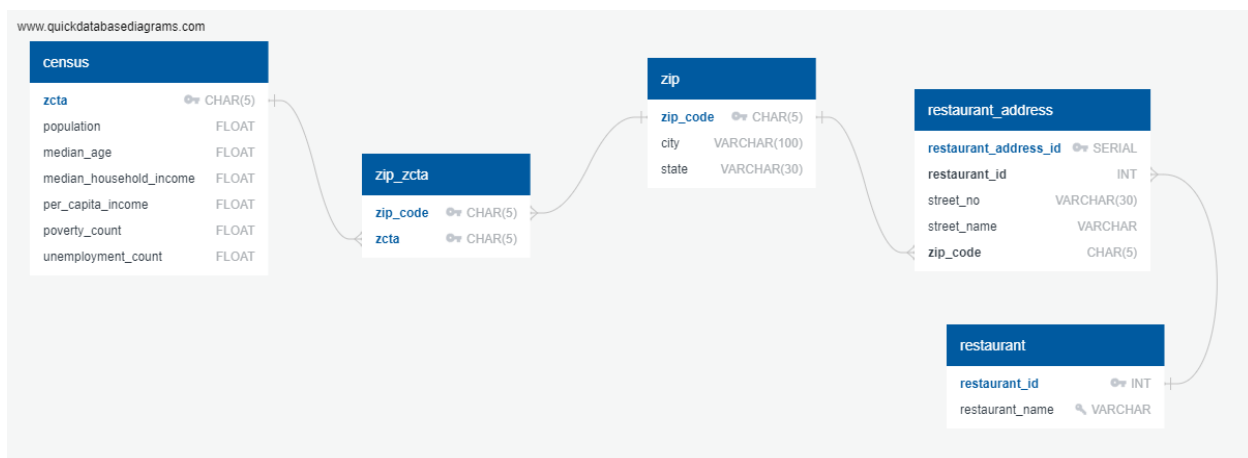 www.quickdatabasediagrams.com
census
zcta CHAR(5)
population FLOAT
median_age FLOAT
median_household_income FLOAT
per_capita_income FLOAT
poverty_count FLOAT
unemployment_count FLOAT
zip_zcta
zip_code CHAR(5)
zcta CHAR(5)
zip
zip_code CHAR(5)
city VARCHAR(100)
state VARCHAR(30)
restaurant_address
restaurant_address_id SERIAL
restaurant_id INT
street_no VARCHAR(30)
street_name VARCHAR
zip_code CHAR(5)
restaurant
restaurant_id INT
restaurant_name VARCHAR